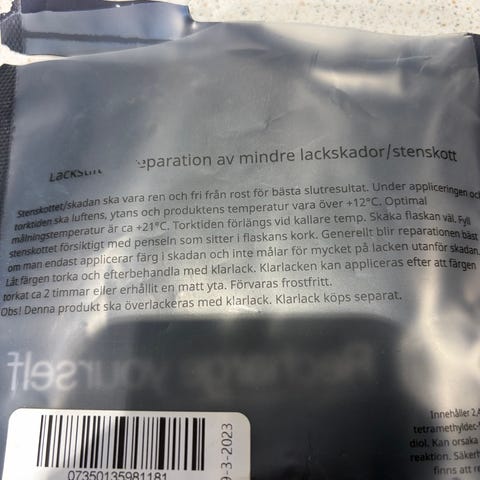 eparation av mindre lackskador/stenskott
Stenskottet/skadan ska vara ren och fri från rost för bästa slutresultat. Under appliceringen och
torktiden ska luftens, ytans och produktens temperatur vara över +12°C. Optimal
målningstemperatur är ca +21°C. Torktiden förlängs vid kallare temp. Skaka flaskan väl. Fyll
stenskottet försiktigt med penseln som sitter i flaskans kork. Generellt blir reparationen bäst
om man endast applicerar färg i skadan och inte målar för mycket på lacken utanför skadan.
Låt färgen torka och efterbehandla med klarlack. Klarlacken kan appliceras efter att färgen
torkat ca 2 timmar eller erhållit en matt yta. Förvaras frostfritt.
Obs! Denna produkt ska överlackeras med klarlack. Klarlack köps separat.
Recharge yourself
9-3-2023
07350135981181
Innehåller 2,4
tetramethyldec-
diol. Kan orsaka
reaktion. Säkerh
finns att re